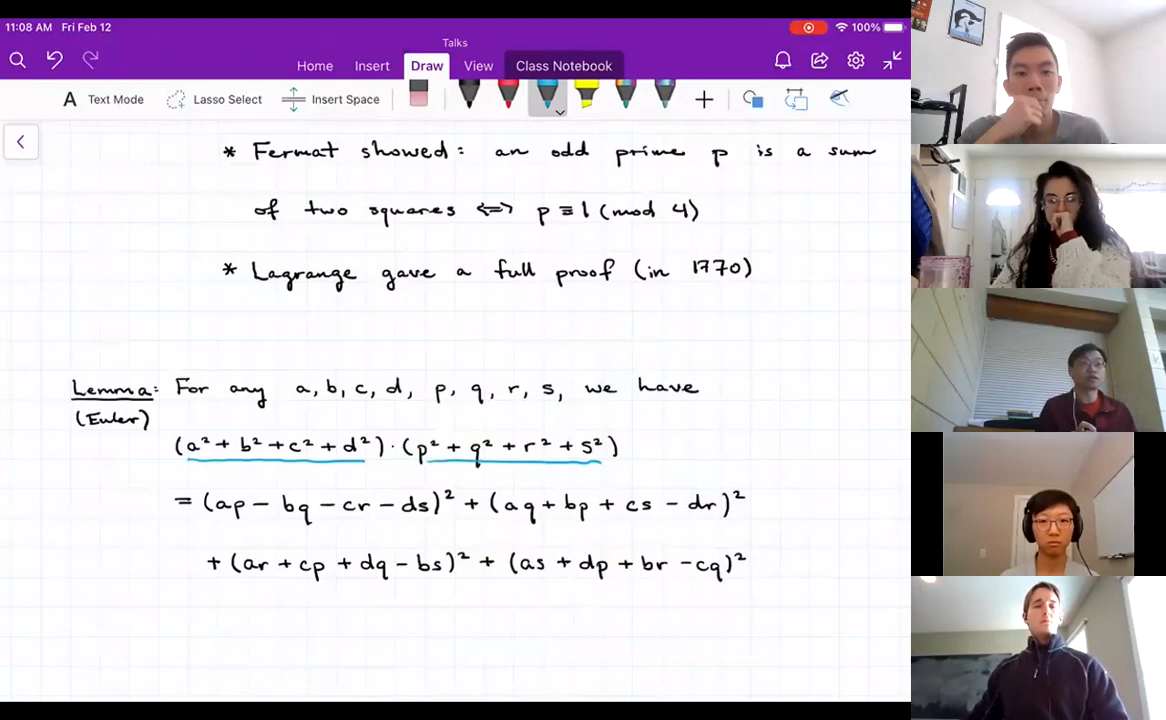 11:08 AM Fri Feb 12
100%
Talks
Home Insert Draw View Class Notebook
Text Mode Lasso Select Insert Space
* Fermat showed: an odd prime p is a sum
of two squares ⟺ p ≡ 1 (mod 4)
* Lagrange gave a full proof (in 1770)
Lemma: For any a, b, c, d, p, q, r, s, we have
(Euler)
(a² + b² + c² + d²) · (p² + q² + r² + s²)
= (ap − bq − cr − ds)² + (aq + bp + cs − dr)²
+ (ar + cp + dq − bs)² + (as + dp + br − cq)²